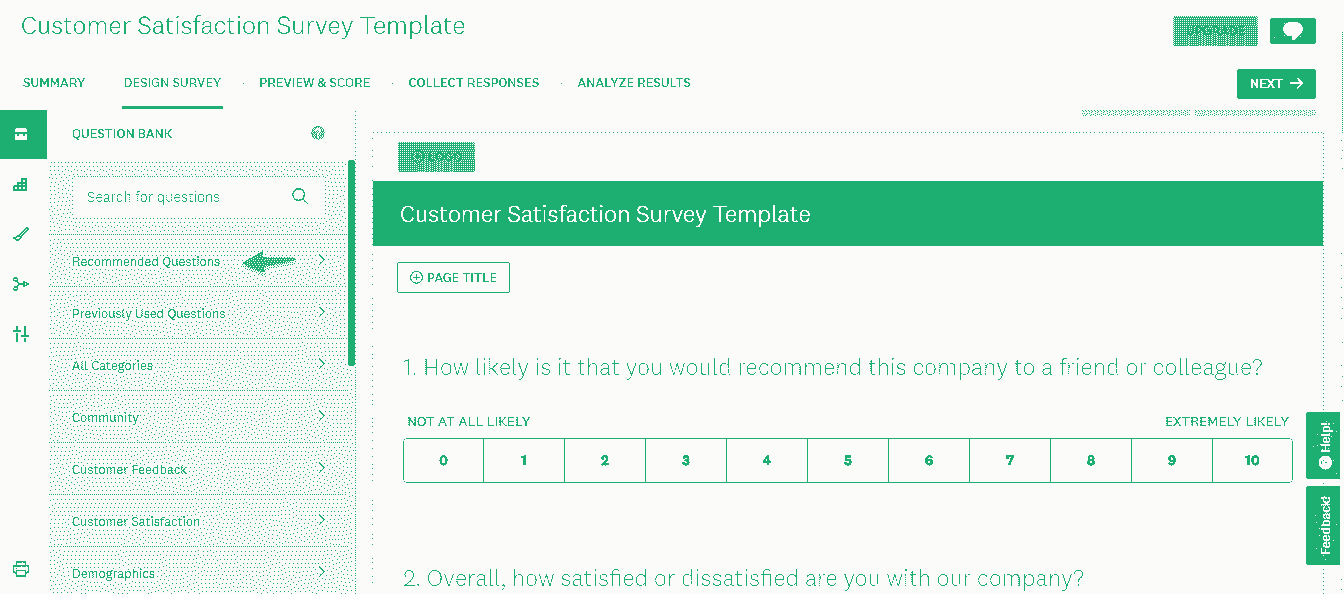 Customer Satisfaction Survey Template
UPGRADE
SUMMARY
DESIGN SURVEY
PREVIEW & SCORE
COLLECT RESPONSES
ANALYZE RESULTS
NEXT
QUESTION BANK
Search for questions
Recommended Questions
Previously Used Questions
All Categories
Community
Customer Feedback
Customer Satisfaction
Demographics
LOGO
Customer Satisfaction Survey Template
PAGE TITLE
1. How likely is it that you would recommend this company to a friend or colleague?
NOT AT ALL LIKELY EXTREMELY LIKELY
0 1 2 3 4 5 6 7 8 9 10
2. Overall, how satisfied or dissatisfied are you with our company?
Help!
Feedback!